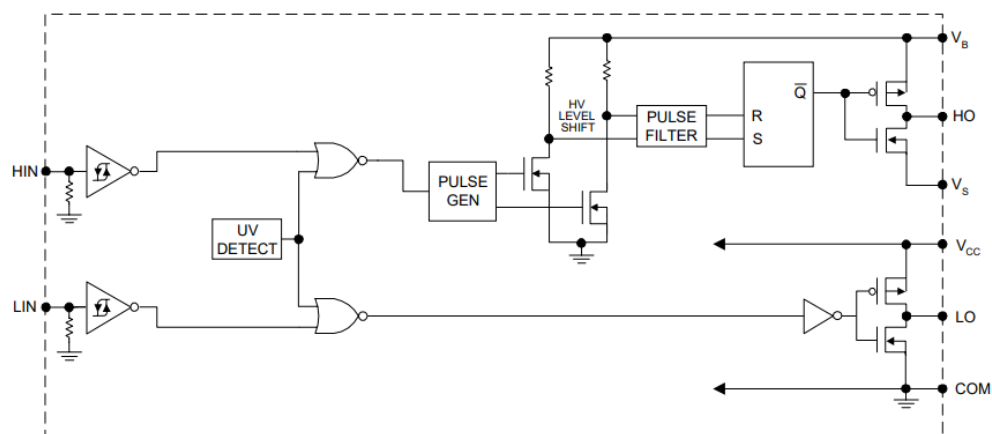 V_B
HV
LEVEL
SHIFT
PULSE
FILTER
R
S
Q̅
HO
HIN
PULSE
GEN
V_S
UV
DETECT
V_CC
LIN
LO
COM